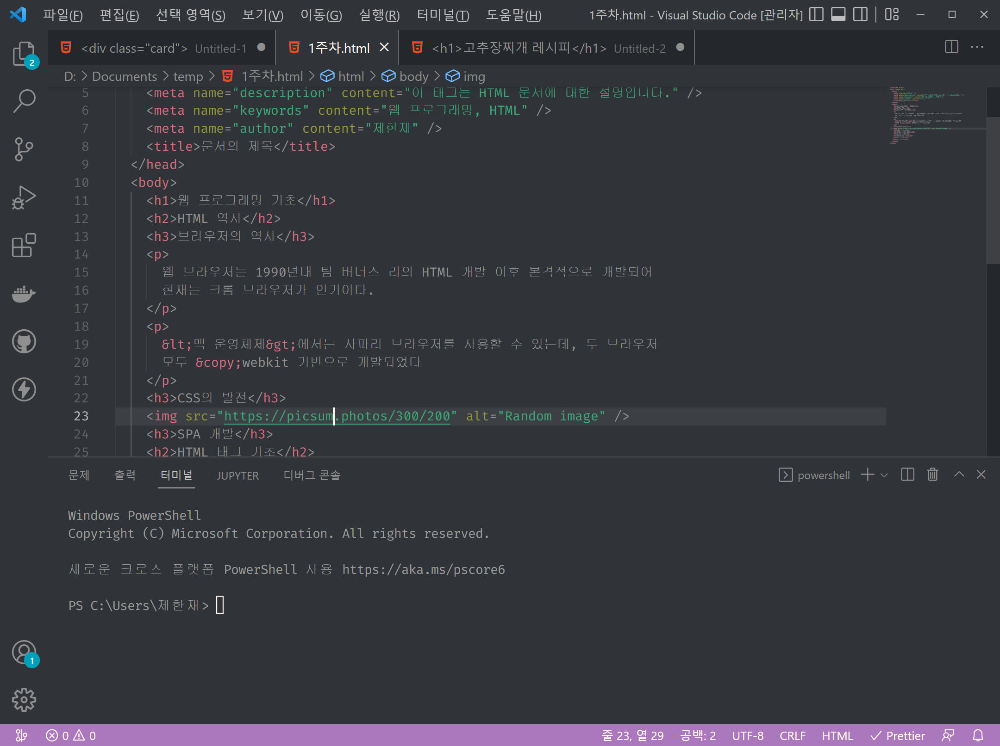 파일(F) 편집(E) 선택 영역(S) 보기(V) 이동(G) 실행(R) 터미널(T) 도움말(H) 1주차.html - Visual Studio Code [관리자]
<div class="card"> Untitled-1 1주차.html <h1>고추장찌개 레시피</h1> Untitled-2
D: > Documents > temp > 1주차.html > html > body > img
2
5 <meta name="description" content="이 태그는 HTML 문서에 대한 설명입니다." />
6 <meta name="keywords" content="웹 프로그래밍, HTML" />
7 <meta name="author" content="제한재" />
8 <title>문서의 제목</title>
9 </head>
10 <body>
11 <h1>웹 프로그래밍 기초</h1>
12 <h2>HTML 역사</h2>
13 <h3>브라우저의 역사</h3>
14 <p>
15 웹 브라우저는 1990년대 팀 버너스 리의 HTML 개발 이후 본격적으로 개발되어
16 현재는 크롬 브라우저가 인기이다.
17 </p>
18 <p>
19 &lt;맥 운영체제&gt;에서는 사파리 브라우저를 사용할 수 있는데, 두 브라우저
20 모두 &copy;webkit 기반으로 개발되었다
21 </p>
22 <h3>CSS의 발전</h3>
23 <img src="https://picsum.photos/300/200" alt="Random image" />
24 <h3>SPA 개발</h3>
25 <h2>HTML 태그 기초</h2>
문제 출력 터미널 JUPYTER 디버그 콘솔 powershell
Windows PowerShell
Copyright (C) Microsoft Corporation. All rights reserved.
새로운 크로스 플랫폼 PowerShell 사용 https://aka.ms/pscore6
PS C:\Users\제한재>
1
0 0 줄 23, 열 29 공백: 2 UTF-8 CRLF HTML Prettier